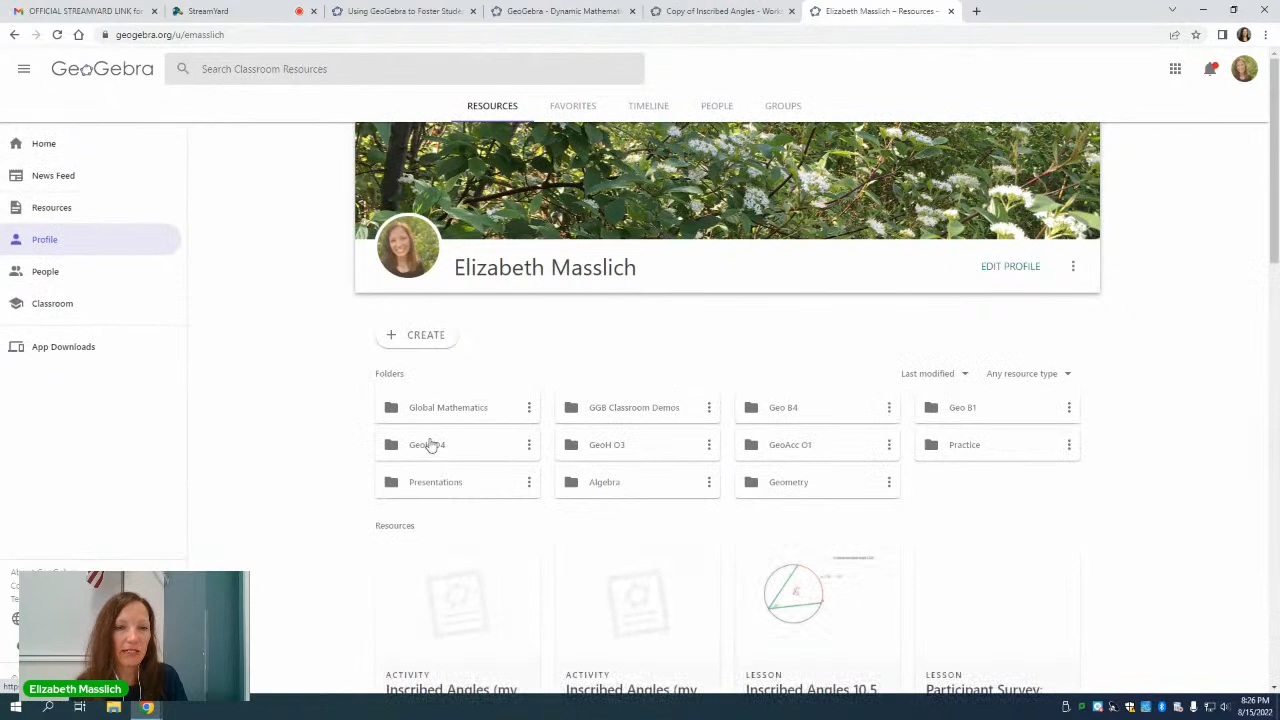 OFFICIAL STREAMYARD LINK for
StreamYard
Using GeoGebra to Foster Stude
GeoGebra - Dynamic Mathemati
Copy of Inscribed Angles - Work
Elizabeth Masslich – Resources –
geogebra.org/u/emasslich
GeoGebra
Search Classroom Resources
RESOURCES FAVORITES TIMELINE PEOPLE GROUPS
Home
News Feed
Resources
Profile
People
Classroom
App Downloads
Elizabeth Masslich
EDIT PROFILE
+ CREATE
Folders
Last modified
Any resource type
Global Mathematics
GGB Classroom Demos
Geo B4
Geo B1
GeoH O3
GeoAcc O1
Practice
Presentations
Algebra
Geometry
Resources
ACTIVITY
Inscribed Angles (my
ACTIVITY
Inscribed Angles (my
LESSON
Inscribed Angles 10.5
LESSON
Participant Survey:
Elizabeth Masslich
8:26 PM
8/15/2022